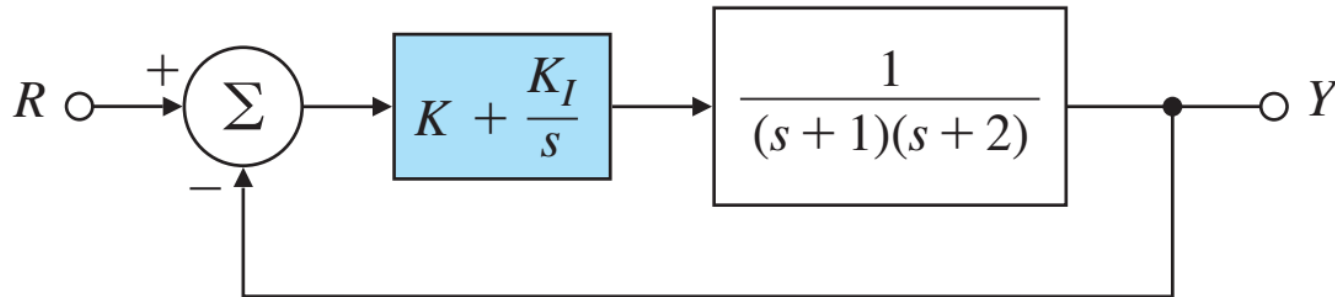 R + Σ − K + K_I/s 1/((s + 1)(s + 2)) Y